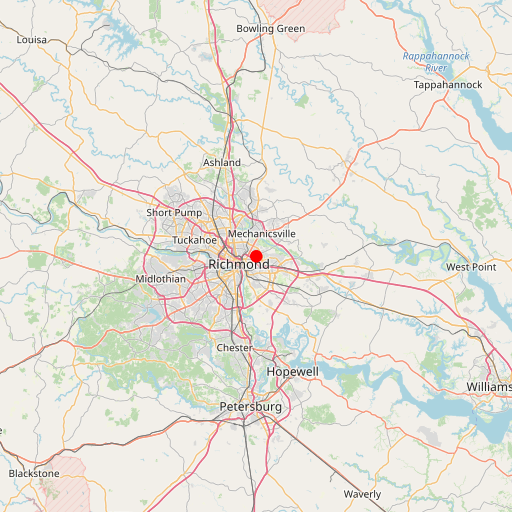 Bowling Green
Louisa
Rappahannock
River
Tappahannock
Ashland
Short Pump
Mechanicsville
Tuckahoe
Richmond
West Point
Midlothian
Chester
Hopewell
Williams
Petersburg
Blackstone
Waverly